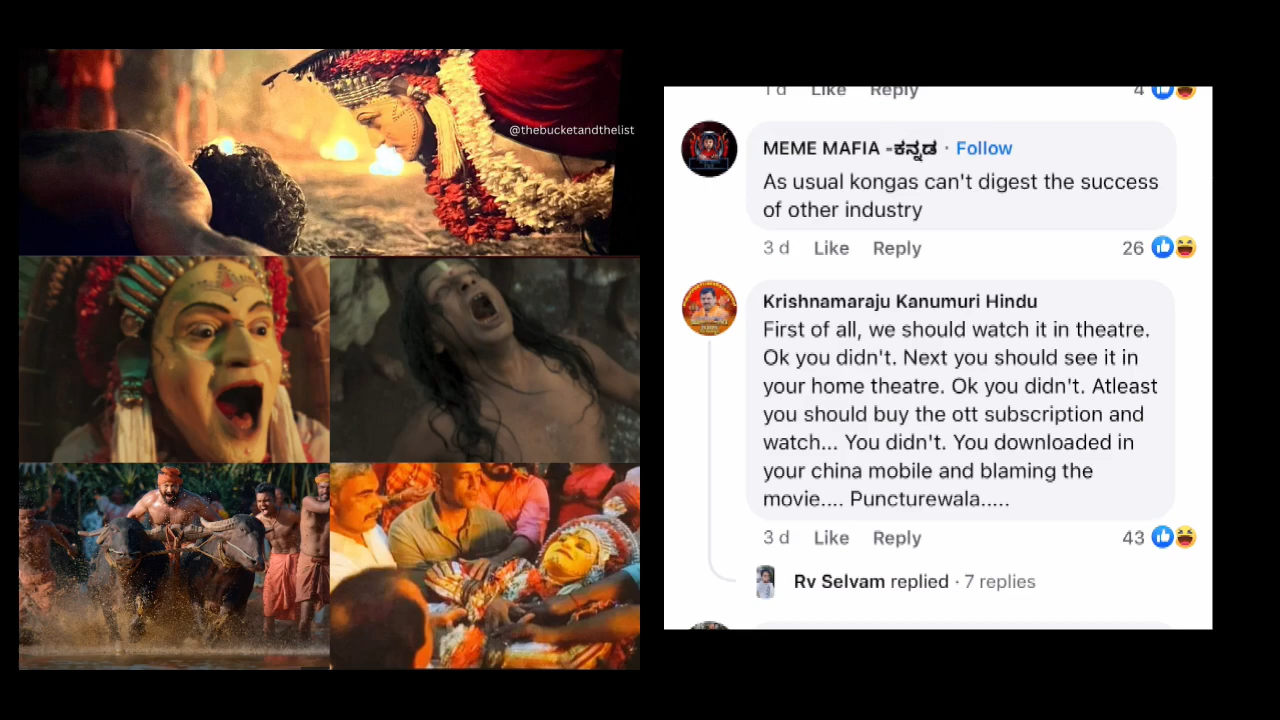 @thebucketandthelist
1 d Like Reply 4
MEME MAFIA -ಕನ್ನಡ · Follow
As usual kongas can't digest the success
of other industry
3 d Like Reply 26
Krishnamaraju Kanumuri Hindu
First of all, we should watch it in theatre.
Ok you didn't. Next you should see it in
your home theatre. Ok you didn't. Atleast
you should buy the ott subscription and
watch... You didn't. You downloaded in
your china mobile and blaming the
movie.... Puncturewala.....
3 d Like Reply 43
Rv Selvam replied · 7 replies